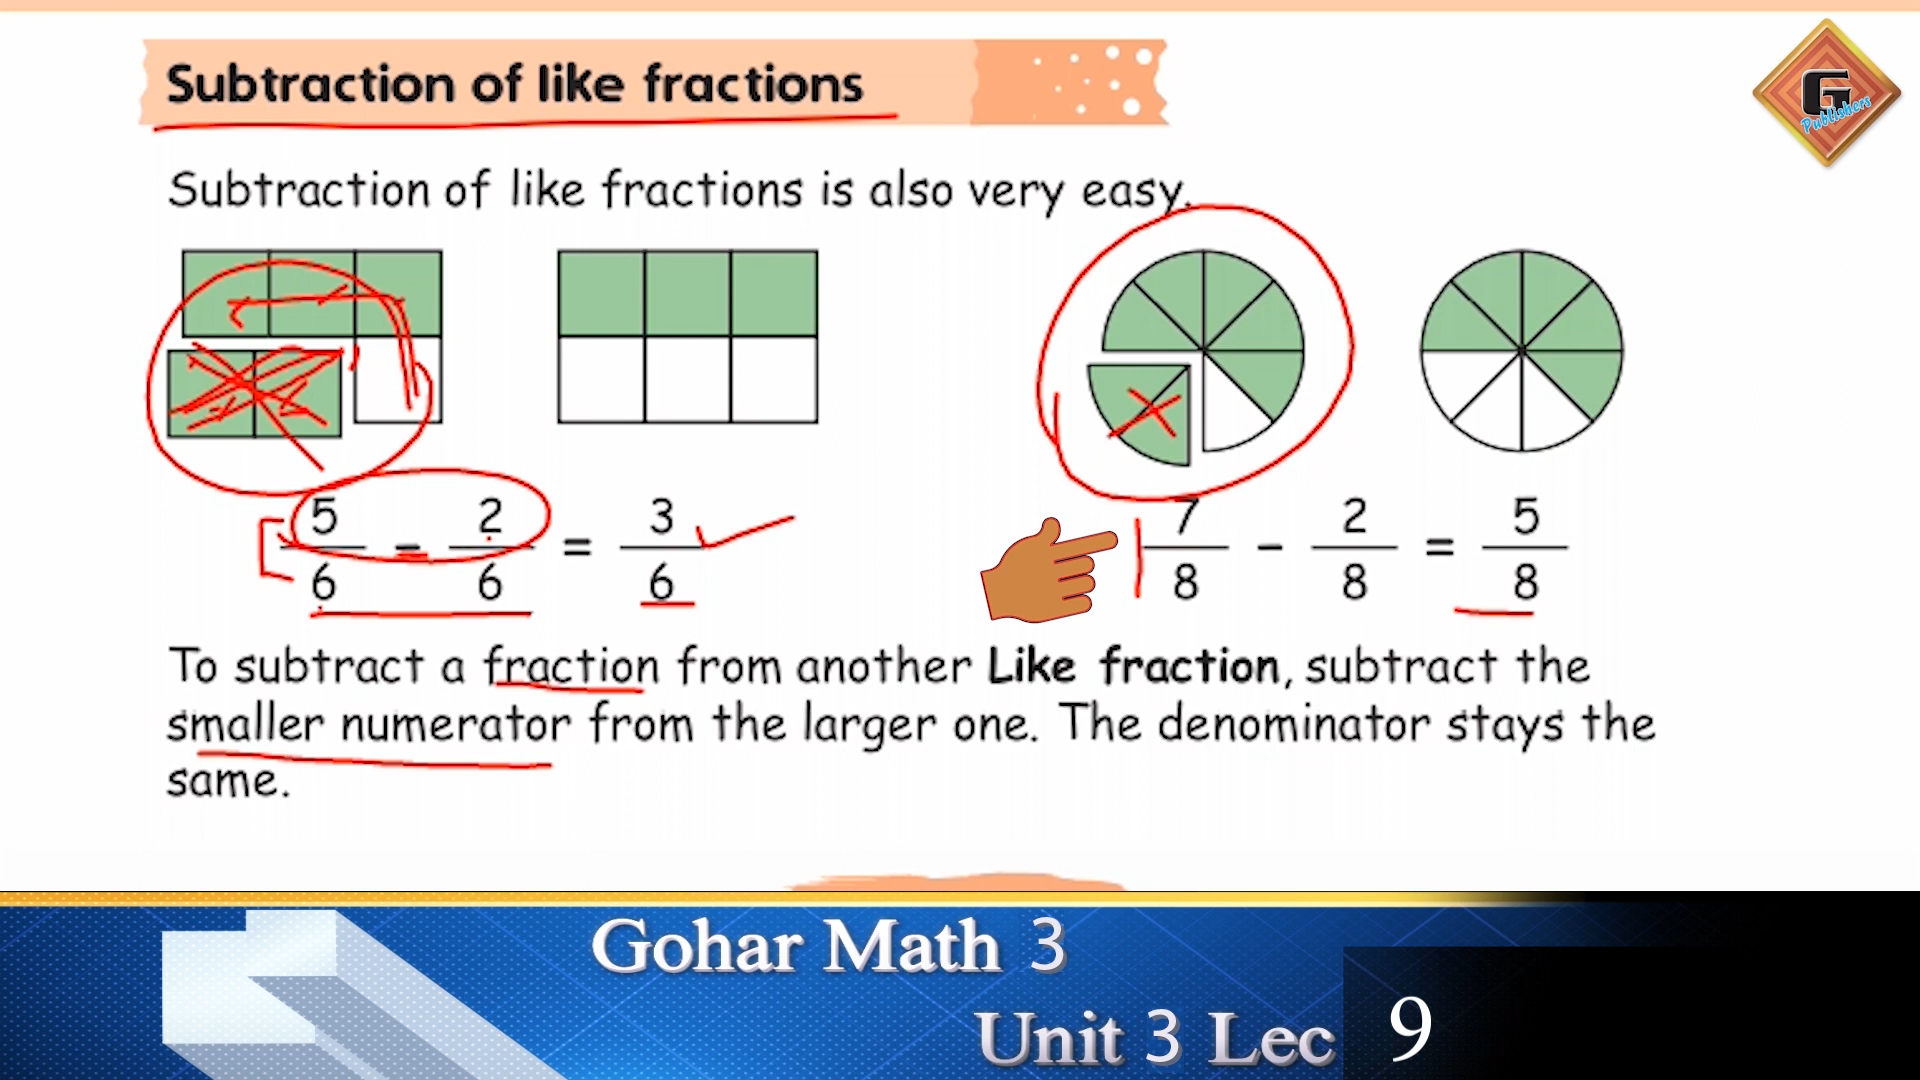 Subtraction of like fractions
G
Publishers
Subtraction of like fractions is also very easy.
5/6 - 2/6 = 3/6
7/8 - 2/8 = 5/8
To subtract a fraction from another Like fraction, subtract the
smaller numerator from the larger one. The denominator stays the
same.
Gohar Math 3
Unit 3 Lec 9